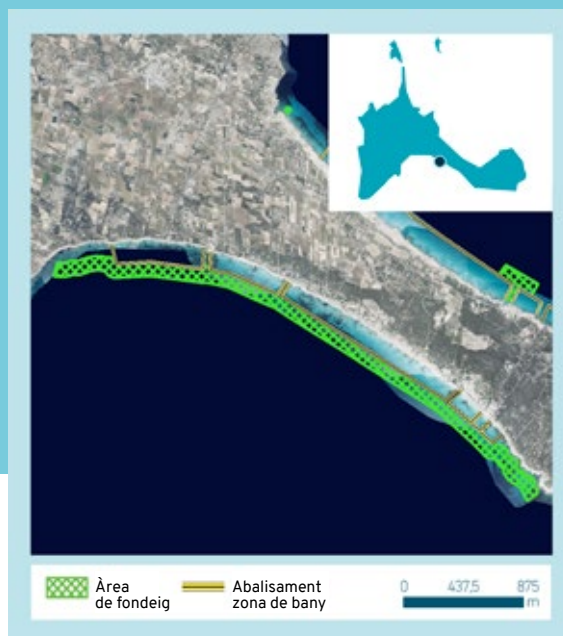 Àrea
de fondeig
Abalisament
zona de bany
0 437,5 875
m